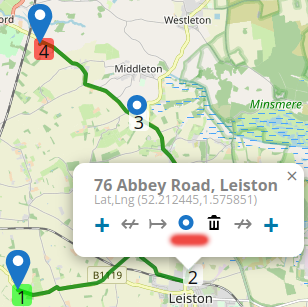 ord
Westleton
4
Middleton
3
Minsmere
76 Abbey Road, Leiston
Lat,Lng (52.212445,1.575851)
1
B1119
2
Leiston